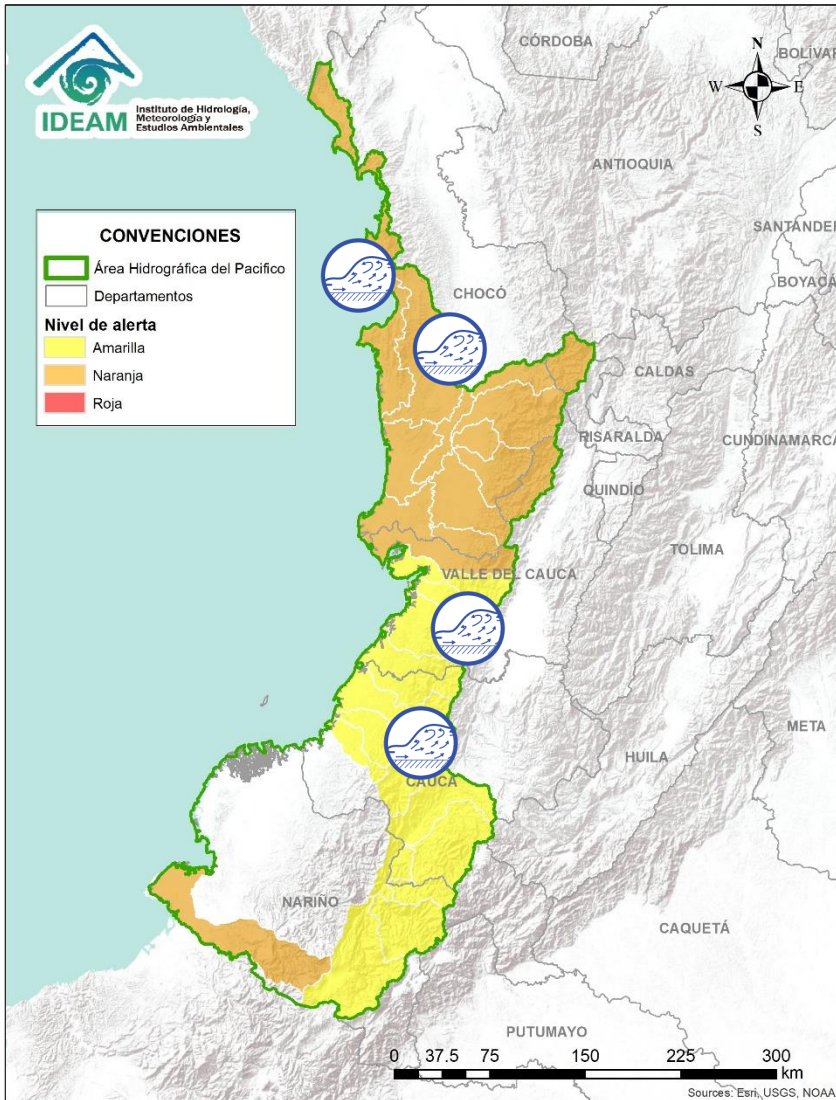 IDEAM
Instituto de Hidrología,
Meteorología y
Estudios Ambientales
N
W E
S
CÓRDOBA
BOLÍVAR
ANTIOQUIA
SANTANDER
BOYACÁ
CONVENCIONES
Área Hidrográfica del Pacifico
Departamentos
Nivel de alerta
Amarilla
Naranja
Roja
CHOCÓ
CALDAS
RISARALDA
CUNDINAMARCA
QUINDÍO
TOLIMA
VALLE DEL CAUCA
META
HUILA
CAUCA
NARIÑO
CAQUETÁ
PUTUMAYO
0 37.5 75 150 225 300
km
Sources: Esri, USGS, NOAA